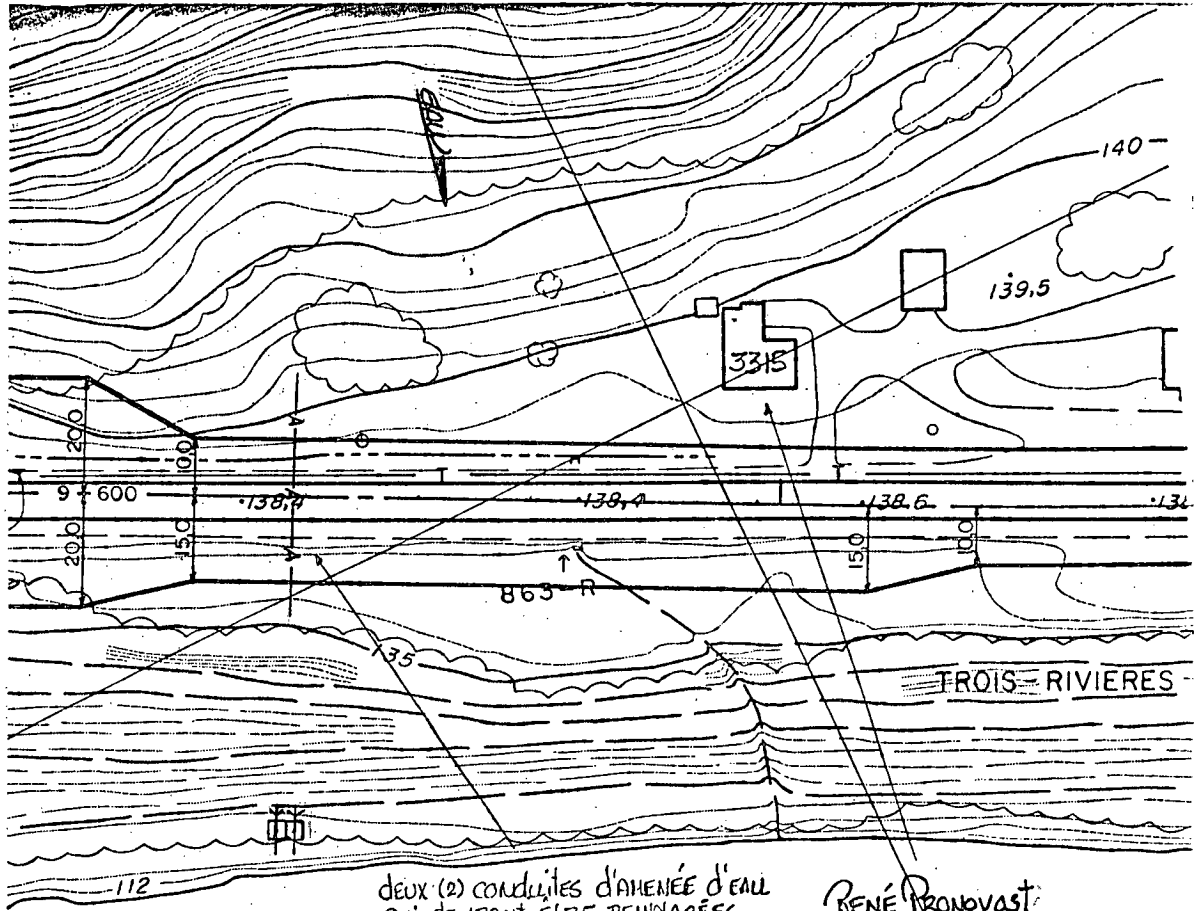 EAU
140
139,5
3315
20,0
10,0
T
T
9 + 600
138,4
138,4
138.6
A
A
A
20,0
15,0
15,0
10,0
863-R
135
TROIS-RIVIERES
112
deux (2) conduites d'amenée d'eau
René Pronovost